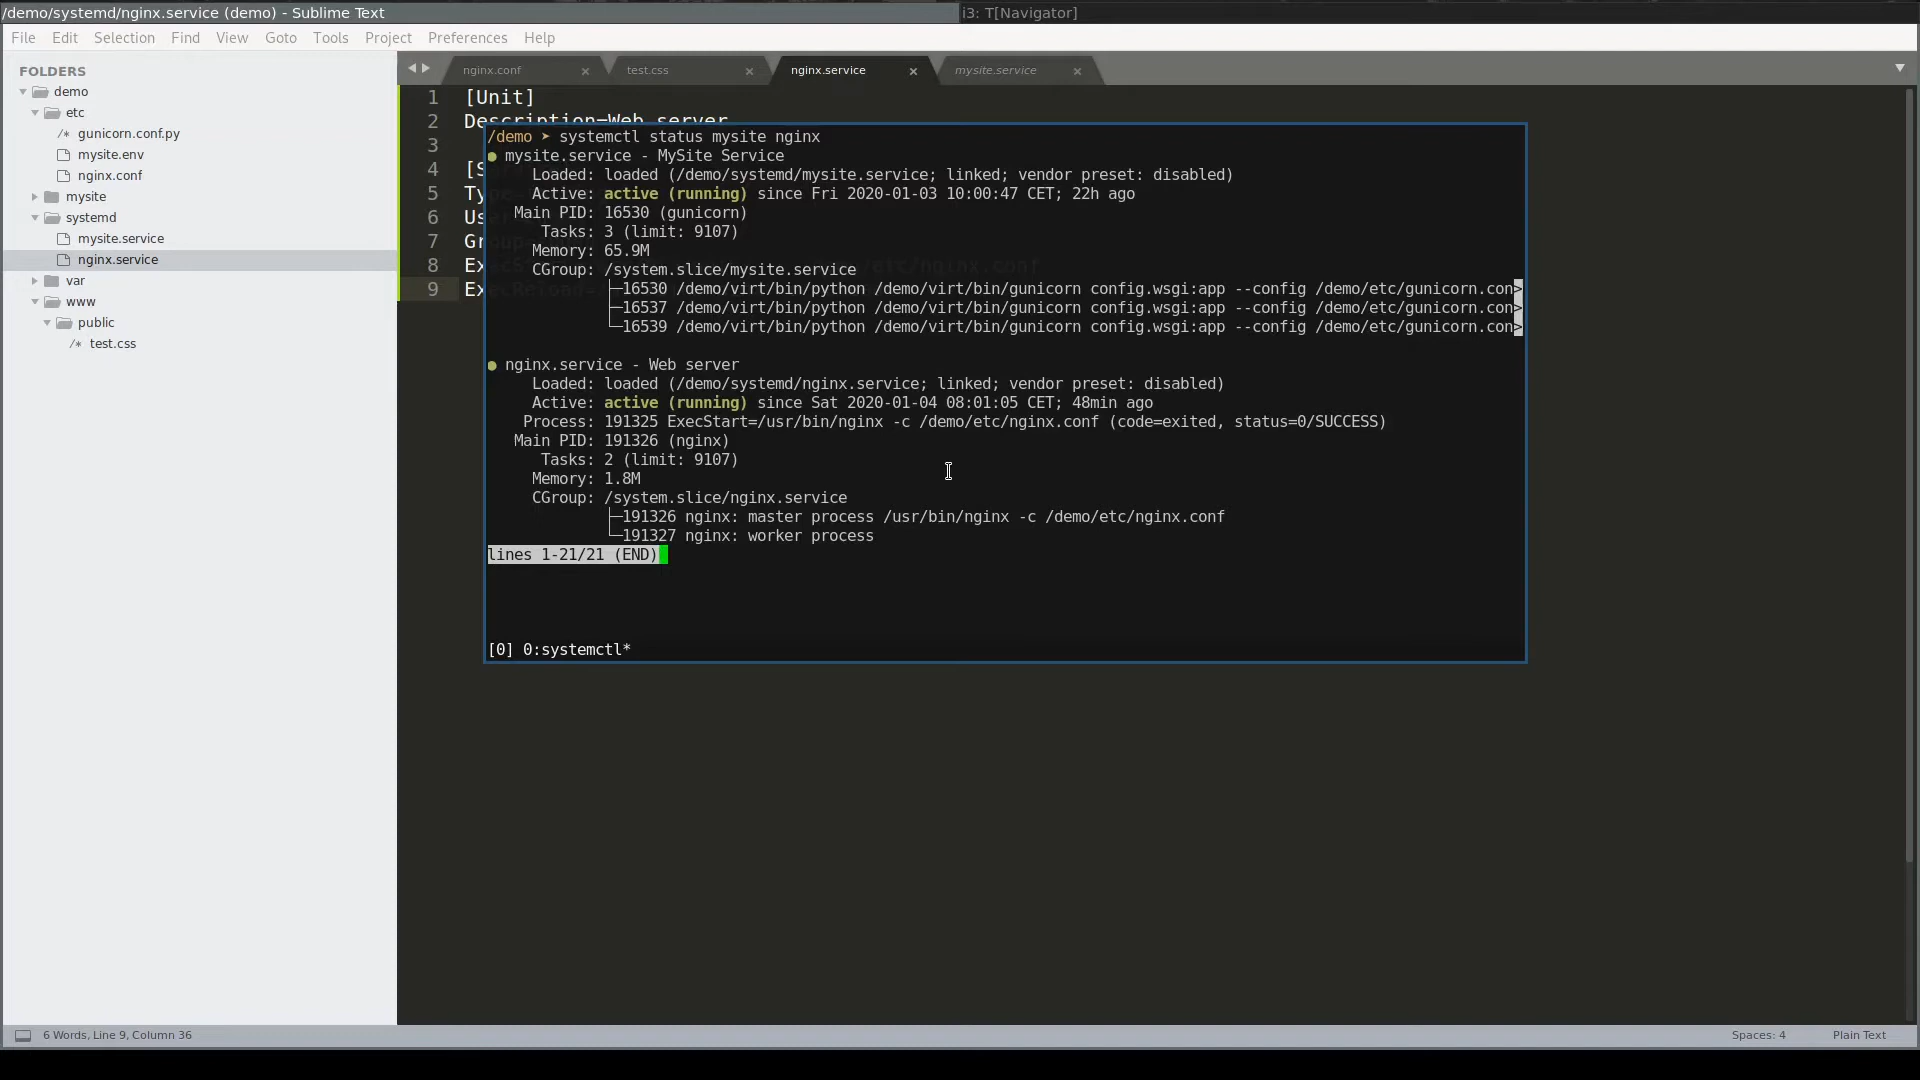 /demo/systemd/nginx.service (demo) - Sublime Text
i3: T[Navigator]
File Edit Selection Find View Goto Tools Project Preferences Help
FOLDERS
demo
etc
/* gunicorn.conf.py
mysite.env
nginx.conf
mysite
systemd
mysite.service
nginx.service
var
www
public
/* test.css
nginx.conf × test.css × nginx.service × mysite.service ×
1 [Unit]
2 Description=Web server
3
4 [S
5 Ty
6 Us
7 Gr
8 Ex /etc/nginx.conf
9 ExecReload=
/demo ➤ systemctl status mysite nginx
● mysite.service - MySite Service
Loaded: loaded (/demo/systemd/mysite.service; linked; vendor preset: disabled)
Active: active (running) since Fri 2020-01-03 10:00:47 CET; 22h ago
Main PID: 16530 (gunicorn)
Tasks: 3 (limit: 9107)
Memory: 65.9M
CGroup: /system.slice/mysite.service
├─16530 /demo/virt/bin/python /demo/virt/bin/gunicorn config.wsgi:app --config /demo/etc/gunicorn.con>
├─16537 /demo/virt/bin/python /demo/virt/bin/gunicorn config.wsgi:app --config /demo/etc/gunicorn.con>
└─16539 /demo/virt/bin/python /demo/virt/bin/gunicorn config.wsgi:app --config /demo/etc/gunicorn.con>
● nginx.service - Web server
Loaded: loaded (/demo/systemd/nginx.service; linked; vendor preset: disabled)
Active: active (running) since Sat 2020-01-04 08:01:05 CET; 48min ago
Process: 191325 ExecStart=/usr/bin/nginx -c /demo/etc/nginx.conf (code=exited, status=0/SUCCESS)
Main PID: 191326 (nginx)
Tasks: 2 (limit: 9107)
Memory: 1.8M
CGroup: /system.slice/nginx.service
├─191326 nginx: master process /usr/bin/nginx -c /demo/etc/nginx.conf
└─191327 nginx: worker process
lines 1-21/21 (END)
[0] 0:systemctl*
6 Words, Line 9, Column 36
Spaces: 4
Plain Text